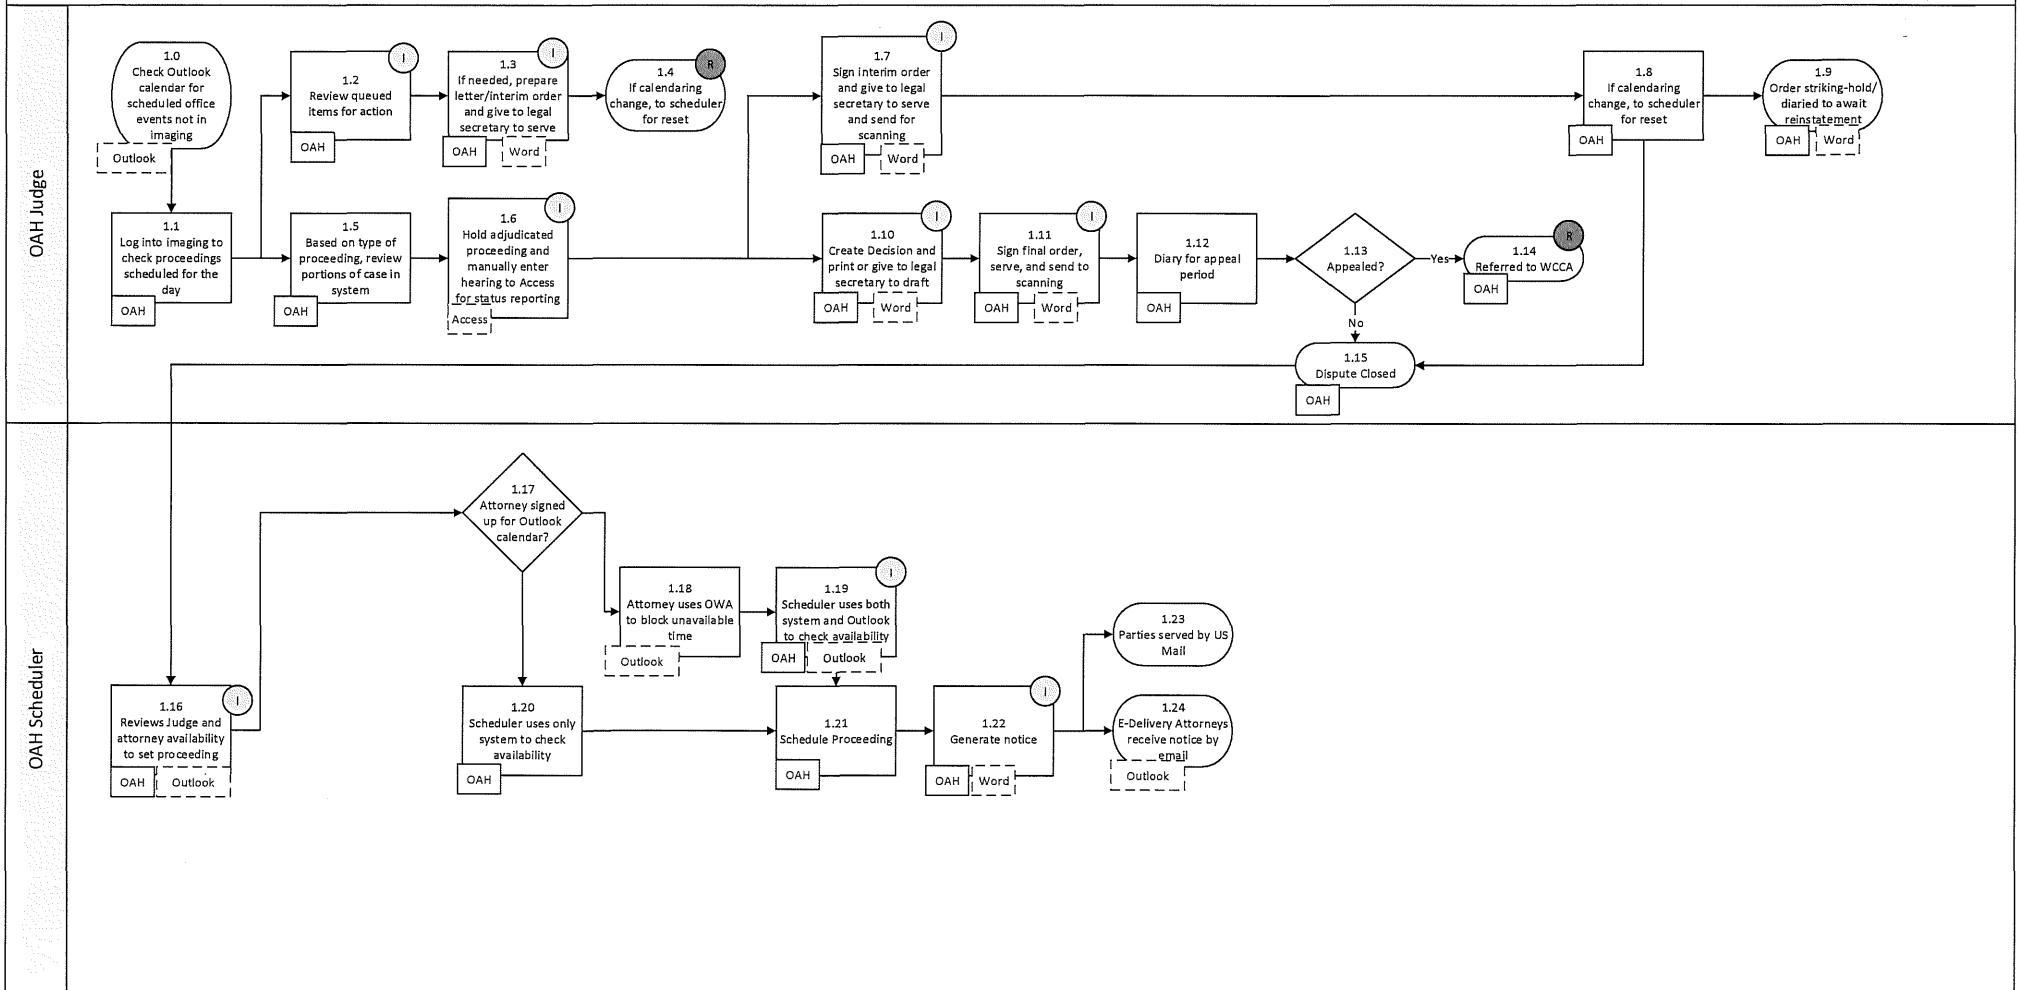 OAH Judge
1.0
Check Outlook
calendar for
scheduled office
events not in
imaging
Outlook
1.1
Log into imaging to
check proceedings
scheduled for the
day
OAH
I
1.2
Review queued
items for action
OAH
I
1.3
If needed, prepare
letter/interim order
and give to legal
secretary to serve
OAH
Word
R
1.4
If calendaring
change, to scheduler
for reset
1.5
Based on type of
proceeding, review
portions of case in
system
OAH
I
1.6
Hold adjudicated
proceeding and
manually enter
hearing to Access
for status reporting
Access
I
1.7
Sign interim order
and give to legal
secretary to serve
and send for
scanning
OAH
Word
1.8
If calendaring
change, to scheduler
for reset
OAH
1.9
Order striking-hold/
diaried to await
reinstatement
OAH
Word
I
1.10
Create Decision and
print or give to legal
secretary to draft
OAH
Word
I
1.11
Sign final order,
serve, and send to
scanning
OAH
Word
1.12
Diary for appeal
period
OAH
1.13
Appealed?
Yes
No
R
1.14
Referred to WCCA
OAH
1.15
Dispute Closed
OAH
OAH Scheduler
I
1.16
Reviews Judge and
attorney availability
to set proceeding
OAH
Outlook
1.17
Attorney signed
up for Outlook
calendar?
1.18
Attorney uses OWA
to block unavailable
time
Outlook
I
1.19
Scheduler uses both
system and Outlook
to check availability
OAH
Outlook
1.20
Scheduler uses only
system to check
availability
OAH
1.21
Schedule Proceeding
OAH
I
1.22
Generate notice
OAH
Word
1.23
Parties served by US
Mail
1.24
E-Delivery Attorneys
receive notice by
email
Outlook